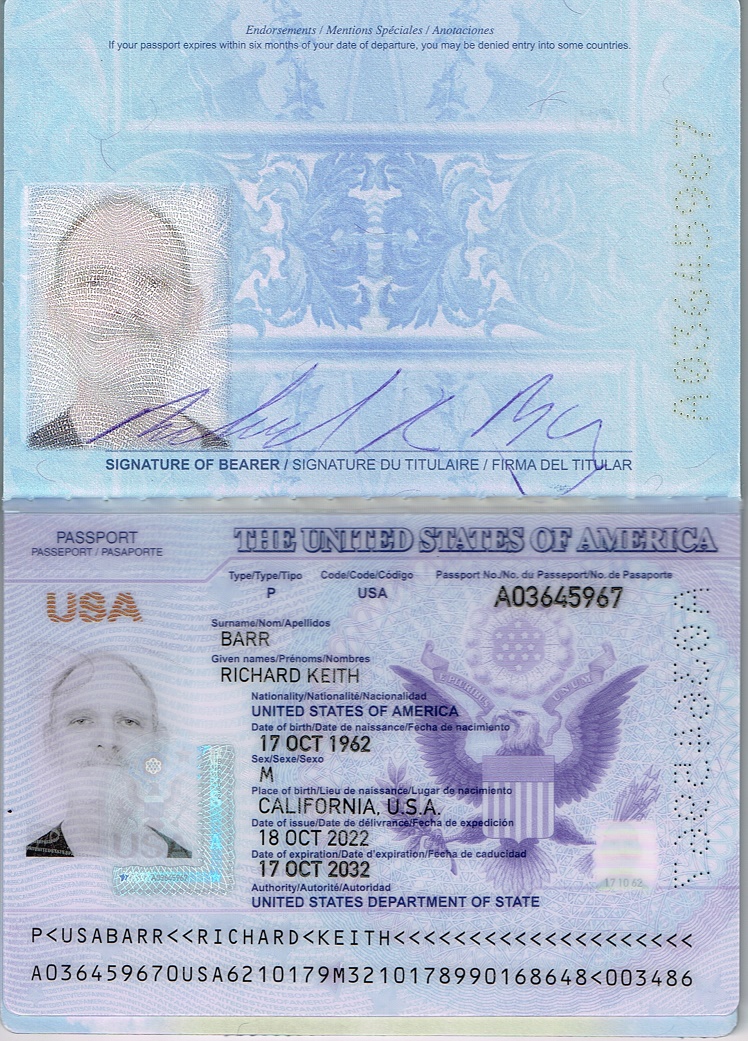 Endorsements / Mentions Spéciales / Anotaciones
If your passport expires within six months of your date of departure, you may be denied entry into some countries.
A03645967
SIGNATURE OF BEARER / SIGNATURE DU TITULAIRE / FIRMA DEL TITULAR
PASSPORT
PASSEPORT / PASAPORTE
THE UNITED STATES OF AMERICA
USA
Type/Type/Tipo Code/Code/Código Passport No./No. du Passeport/No. de Pasaporte
P USA A03645967
Surname/Nom/Apellidos
BARR
Given names/Prénoms/Nombres
RICHARD KEITH
Nationality/Nationalité/Nacionalidad
UNITED STATES OF AMERICA
Date of birth/Date de naissance/Fecha de nacimiento
17 OCT 1962
Sex/Sexe/Sexo
M
Place of birth/Lieu de naissance/Lugar de nacimiento
CALIFORNIA, U.S.A.
Date of issue/Date de délivrance/Fecha de expedición
18 OCT 2022
Date of expiration/Date d'expiration/Fecha de caducidad
17 OCT 2032
Authority/Autorité/Autoridad
UNITED STATES DEPARTMENT OF STATE
E PLURIBUS UNUM
17 10 62
P<USABARR<<RICHARD<KEITH<<<<<<<<<<<<<<<<<<<<
A036459670USA6210179M3210178990168648<003486